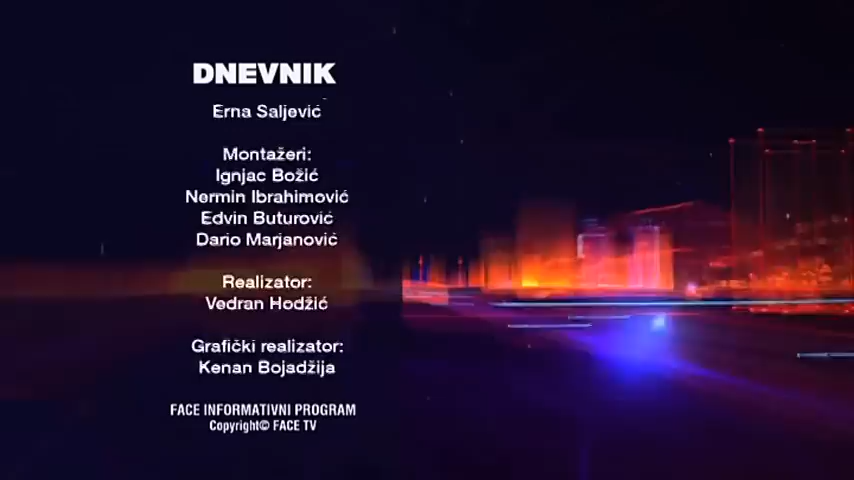 DNEVNIK
Erna Saljević
Montažeri:
Ignjac Božić
Nermin Ibrahimović
Edvin Buturović
Dario Marjanović
Realizator:
Vedran Hodžić
Grafički realizator:
Kenan Bojadžija
FACE INFORMATIVNI PROGRAM
Copyright© FACE TV